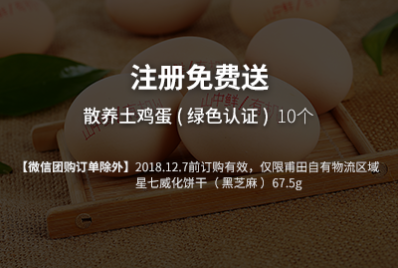 注册免费送
散养土鸡蛋 ( 绿色认证 ) 10个
【微信团购订单除外】2018.12.7前订购有效，仅限甫田自有物流区域
星七威化饼干（ 黑芝麻 ）67.5g